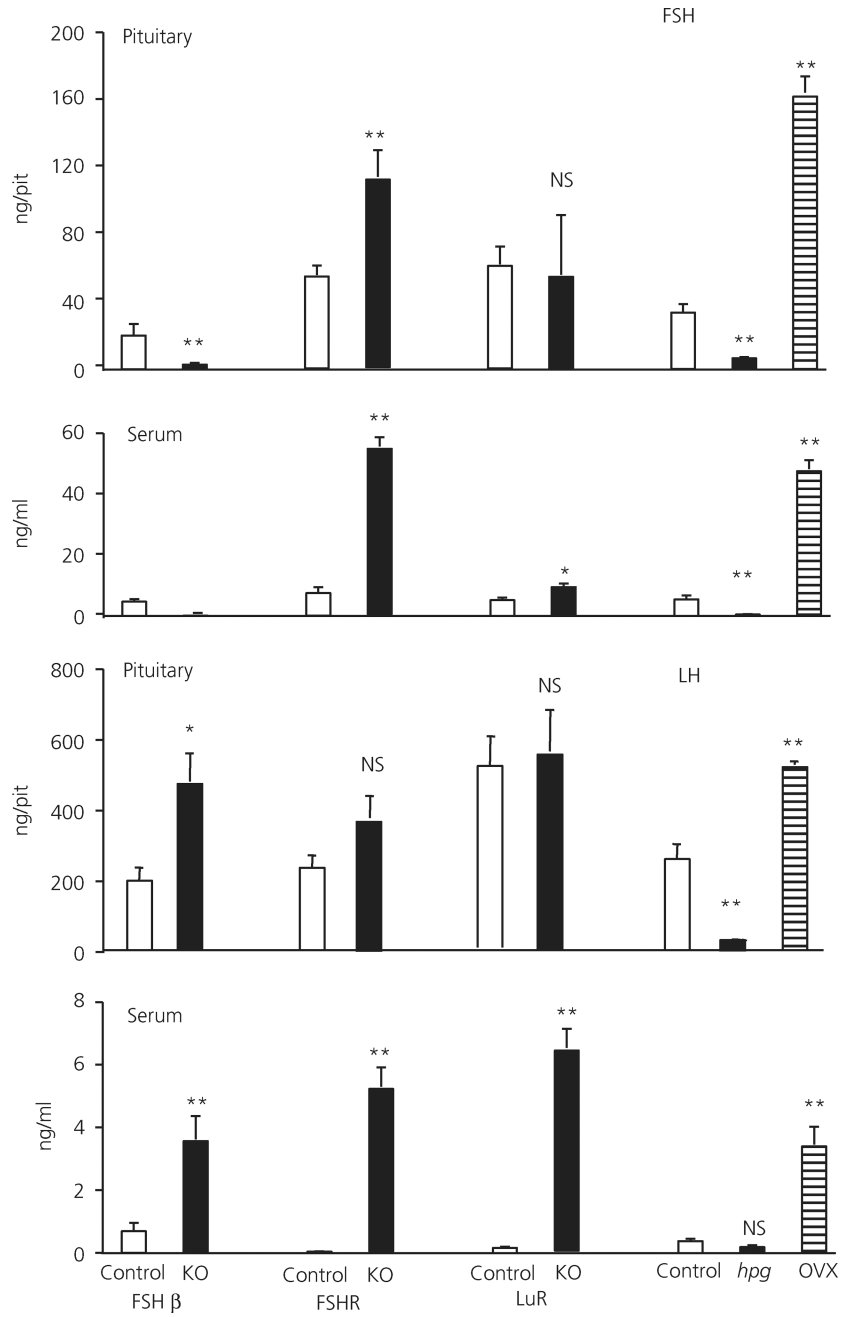 FSH
Pituitary
200
160
120
80
40
0
ng/pit
**
**
NS
**
**
Serum
60
40
20
0
ng/ml
**
*
**
**
Pituitary
LH
800
600
400
200
0
ng/pit
*
NS
NS
**
**
Serum
8
6
4
2
0
ng/ml
**
**
**
NS
**
Control KO Control KO Control KO Control hpg OVX
FSH β FSHR LuR